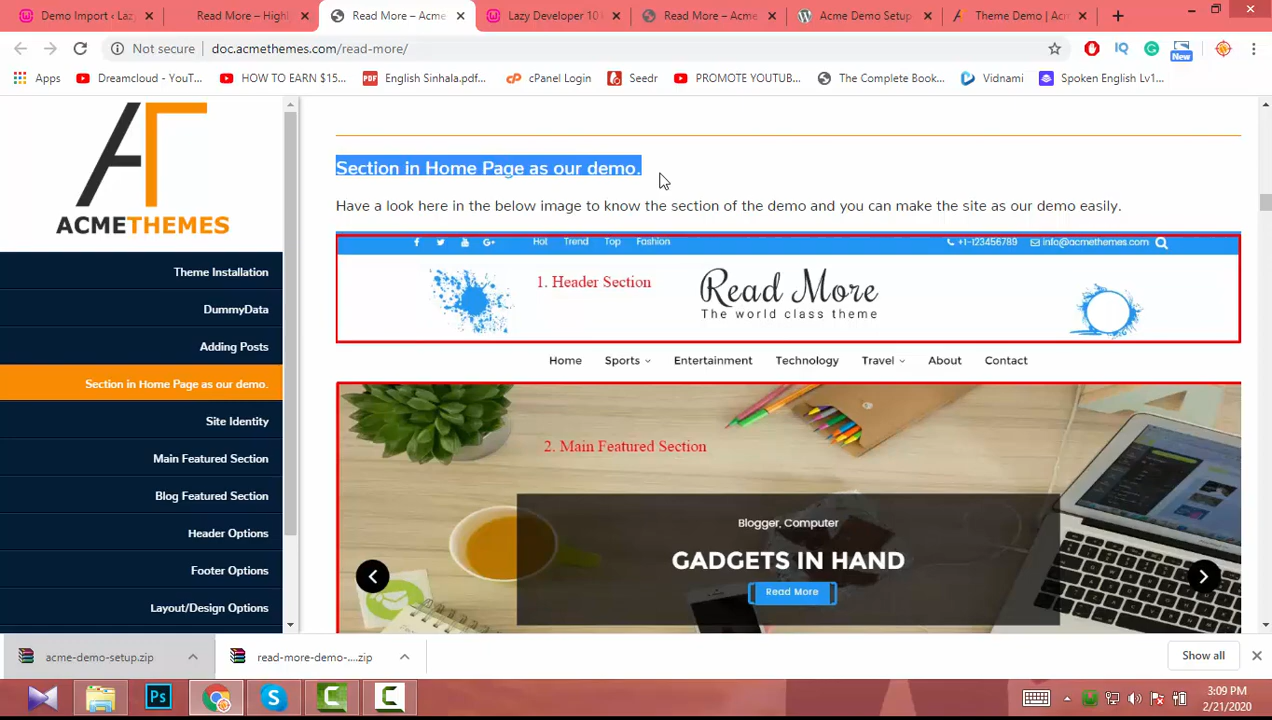 Demo Import ‹ Laz
Read More – Highl
Read More – Acme
Lazy Developer 10
Read More – Acme
Acme Demo Setup
Theme Demo | Acm
Not secure | doc.acmethemes.com/read-more/
Apps
Dreamcloud - YouT...
HOW TO EARN $15...
English Sinhala.pdf...
cPanel Login
Seedr
PROMOTE YOUTUB...
The Complete Book...
Vidnami
Spoken English Lv1...
IQ
New
PDF
cP
ACMETHEMES
Theme Installation
DummyData
Adding Posts
Section in Home Page as our demo.
Site Identity
Main Featured Section
Blog Featured Section
Header Options
Footer Options
Layout/Design Options
Section in Home Page as our demo.
Have a look here in the below image to know the section of the demo and you can make the site as our demo easily.
Hot Trend Top Fashion
+1-123456789 info@acmethemes.com
1. Header Section
Read More
The world class theme
Home Sports Entertainment Technology Travel About Contact
2. Main Featured Section
Blogger, Computer
GADGETS IN HAND
Read More
acme-demo-setup.zip
read-more-demo-....zip
Show all
Ps
3:09 PM
2/21/2020